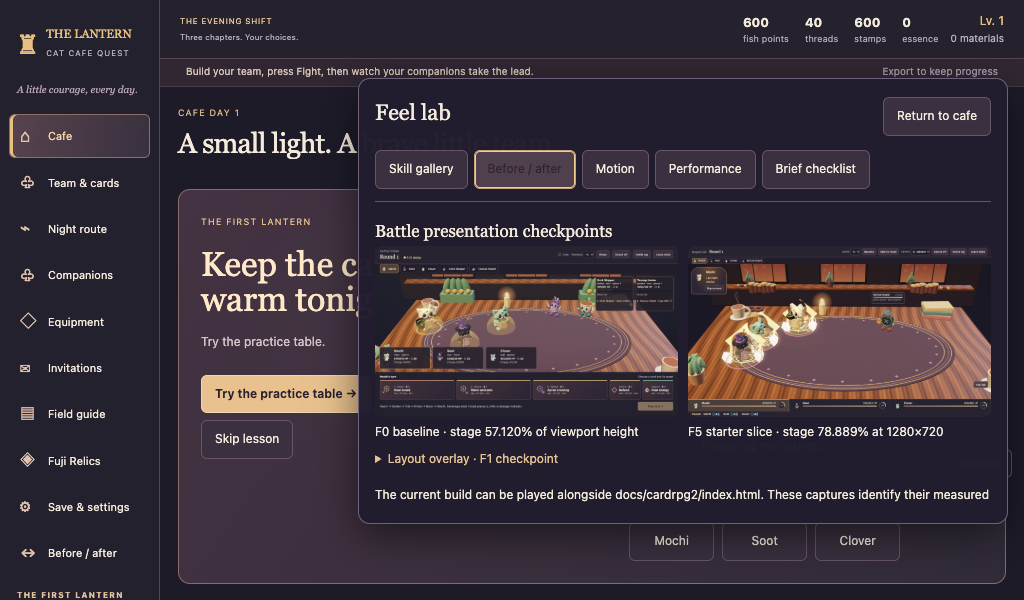 THE LANTERN
CAT CAFE QUEST
A little courage, every day.
Cafe
Team & cards
Night route
Companions
Equipment
Invitations
Field guide
Fuji Relics
Save & settings
Before / after
THE FIRST LANTERN
THE EVENING SHIFT
Three chapters. Your choices.
600
fish points
40
threads
600
stamps
0
essence
Lv. 1
0 materials
Build your team, press Fight, then watch your companions take the lead.
Export to keep progress
CAFE DAY 1
A small light. A brave little team.
THE FIRST LANTERN
Keep the ca
warm tonig
Try the practice table.
Try the practice table →
Skip lesson
Feel lab
Return to cafe
Skill gallery
Before / after
Motion
Performance
Brief checklist
Battle presentation checkpoints
F0 baseline · stage 57.120% of viewport height
F5 starter slice · stage 78.889% at 1280×720
Layout overlay · F1 checkpoint
The current build can be played alongside docs/cardrpg2/index.html. These captures identify their measured
Mochi
Soot
Clover